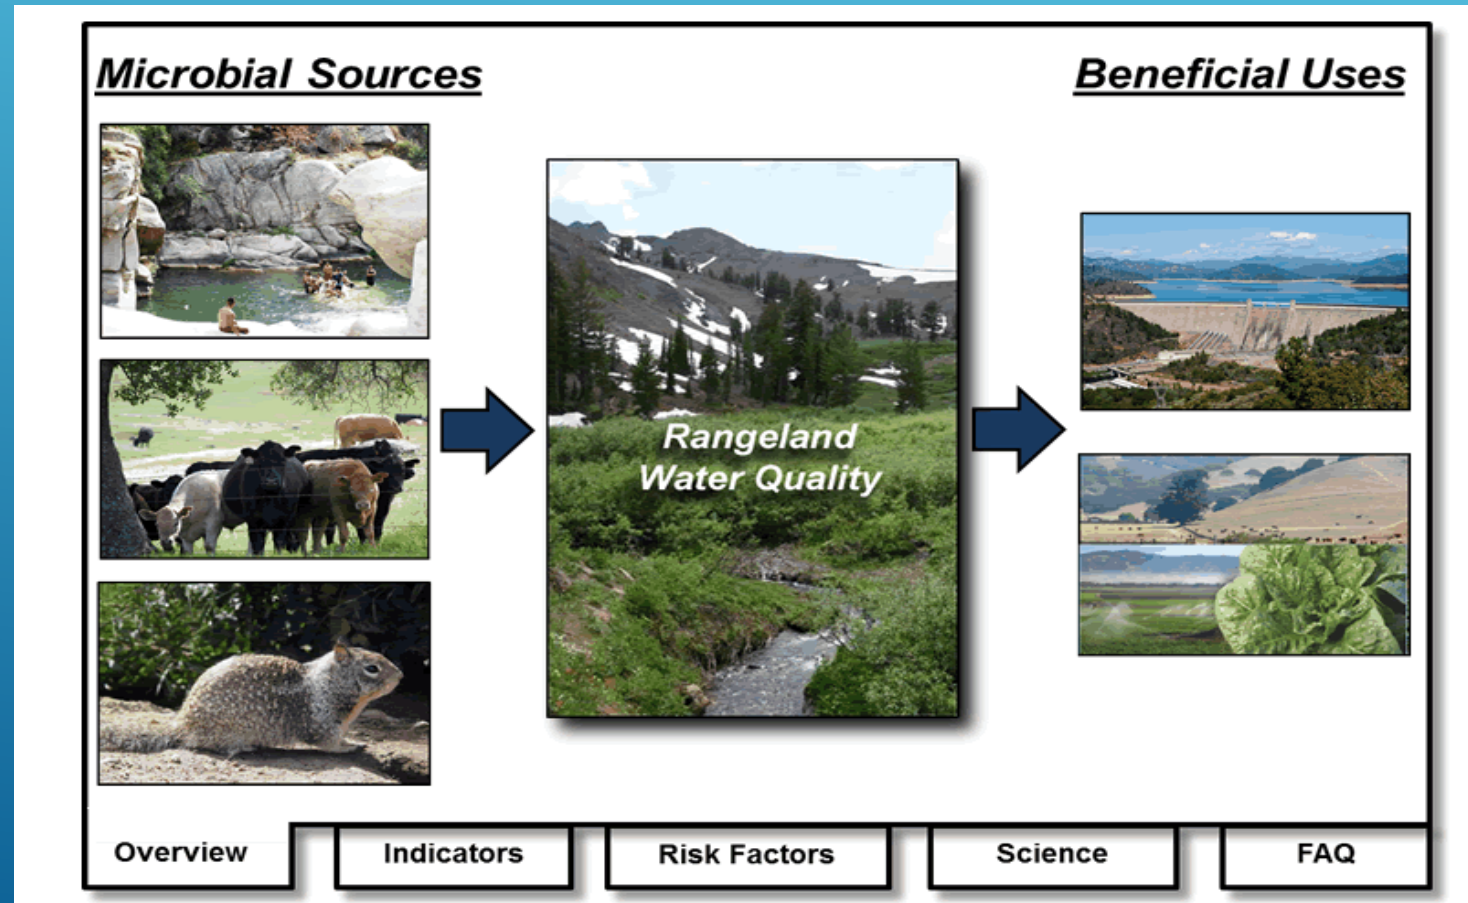 Microbial Sources
Beneficial Uses
Rangeland
Water Quality
Overview
Indicators
Risk Factors
Science
FAQ